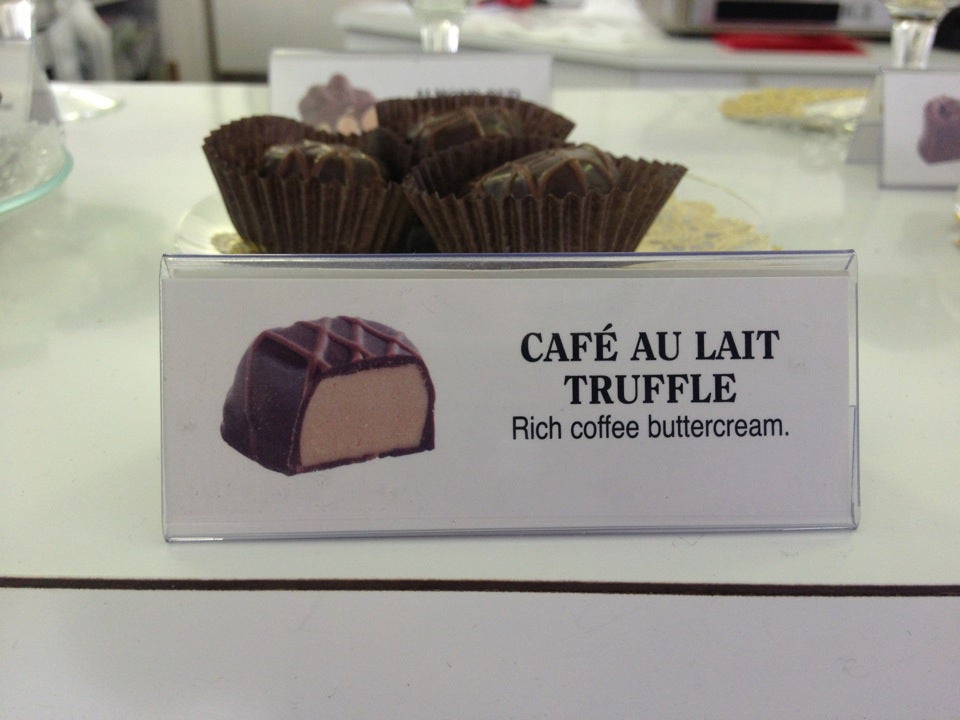 CAFÉ AU LAIT
TRUFFLE
Rich coffee buttercream.